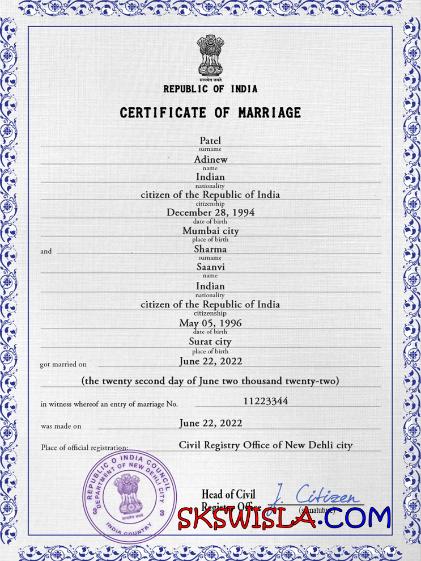 सत्यमेव जयते
REPUBLIC OF INDIA
CERTIFICATE OF MARRIAGE
Patel
surname
Adinew
name
Indian
nationality
citizen of the Republic of India
citizenship
December 28, 1994
date of birth
Mumbai city
place of birth
and
Sharma
surname
Saanvi
name
Indian
nationality
citizen of the Republic of India
citizenship
May 05, 1996
date of birth
Surat city
place of birth
got married on June 22, 2022
(the twenty second day of June two thousand twenty-two)
in witness whereof an entry of marriage No. 11223344
was made on June 22, 2022
Place of official registration: Civil Registry Office of New Dehli city
REPUBLIC O INDIA COUNCIL
DEPARTMENT OF NEW DEHLI CITY
INDIA COUNTRY
Head of Civil
Registry Office
J. Citizen
(signature)
SKSWISLA.COM